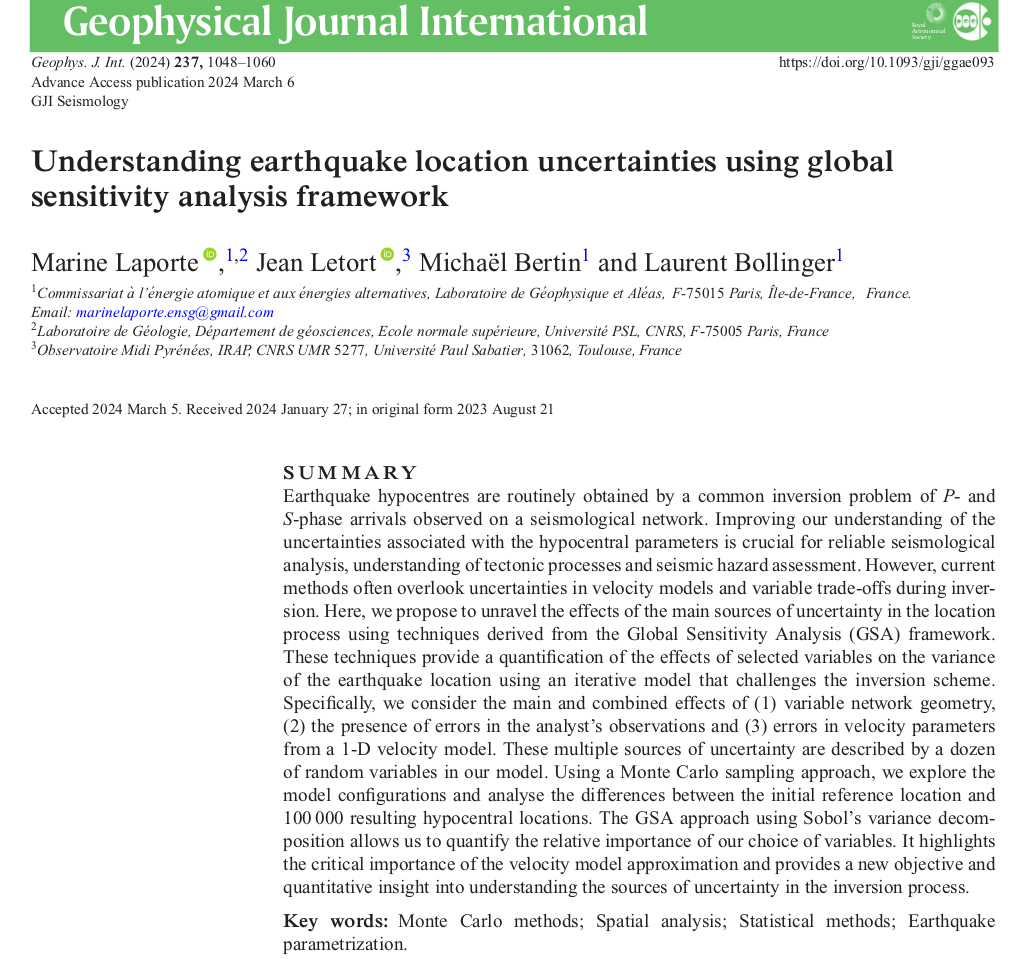 Geophysical Journal International
Royal
Astronomical
Society
DGG
Geophys. J. Int. (2024) 237, 1048–1060
https://doi.org/10.1093/gji/ggae093
Advance Access publication 2024 March 6
GJI Seismology
Understanding earthquake location uncertainties using global
sensitivity analysis framework
Marine Laporte iD,1,2 Jean Letort iD,3 Michaël Bertin1 and Laurent Bollinger1
1Commissariat à l'énergie atomique et aux énergies alternatives, Laboratoire de Géophysique et Aléas, F-75015 Paris, Île-de-France, France.
Email: marinelaporte.ensg@gmail.com
2Laboratoire de Géologie, Département de géosciences, Ecole normale supérieure, Université PSL, CNRS, F-75005 Paris, France
3Observatoire Midi Pyrénées, IRAP, CNRS UMR 5277, Université Paul Sabatier, 31062, Toulouse, France
Accepted 2024 March 5. Received 2024 January 27; in original form 2023 August 21
SUMMARY
Earthquake hypocentres are routinely obtained by a common inversion problem of P- and
S-phase arrivals observed on a seismological network. Improving our understanding of the
uncertainties associated with the hypocentral parameters is crucial for reliable seismological
analysis, understanding of tectonic processes and seismic hazard assessment. However, current
methods often overlook uncertainties in velocity models and variable trade-offs during inver-
sion. Here, we propose to unravel the effects of the main sources of uncertainty in the location
process using techniques derived from the Global Sensitivity Analysis (GSA) framework.
These techniques provide a quantification of the effects of selected variables on the variance
of the earthquake location using an iterative model that challenges the inversion scheme.
Specifically, we consider the main and combined effects of (1) variable network geometry,
(2) the presence of errors in the analyst's observations and (3) errors in velocity parameters
from a 1-D velocity model. These multiple sources of uncertainty are described by a dozen
of random variables in our model. Using a Monte Carlo sampling approach, we explore the
model configurations and analyse the differences between the initial reference location and
100 000 resulting hypocentral locations. The GSA approach using Sobol's variance decom-
position allows us to quantify the relative importance of our choice of variables. It highlights
the critical importance of the velocity model approximation and provides a new objective and
quantitative insight into understanding the sources of uncertainty in the inversion process.
Key words: Monte Carlo methods; Spatial analysis; Statistical methods; Earthquake
parametrization.